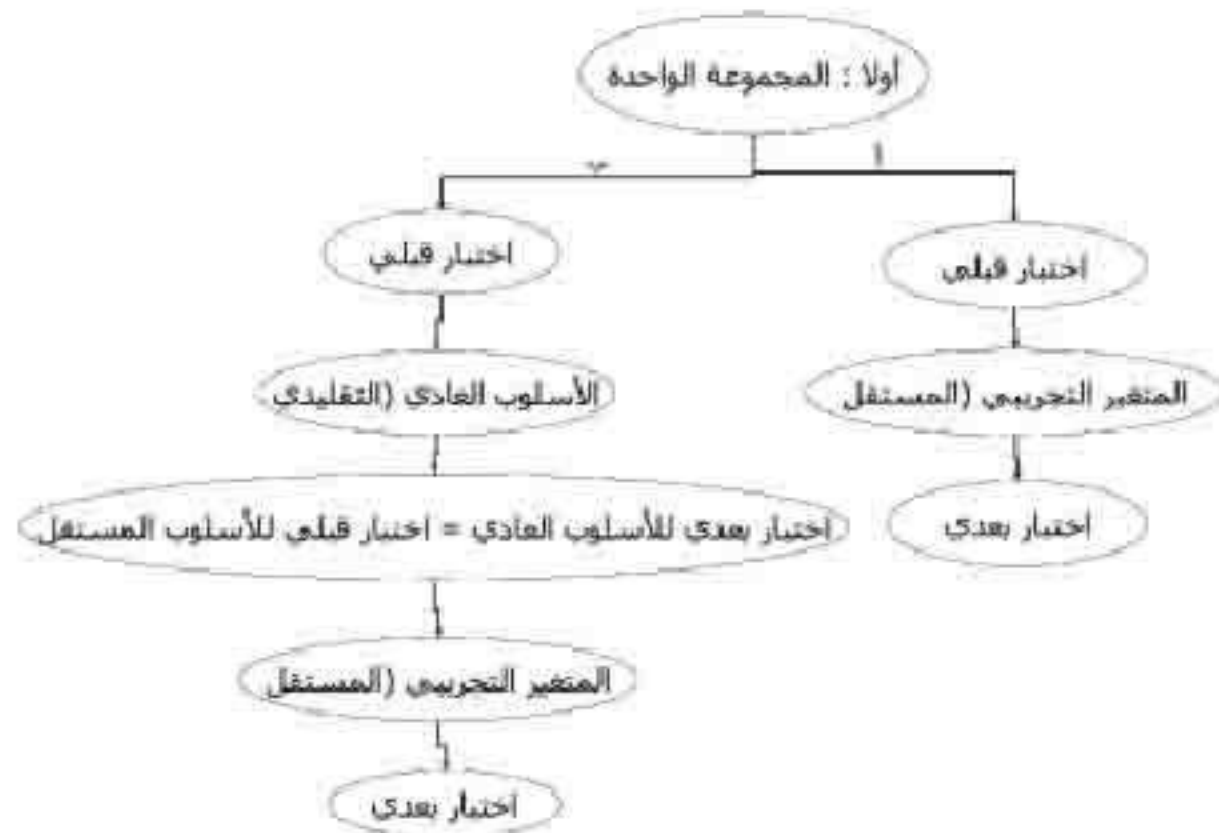 أولا : المجموعة الواحدة
أ
اختبار قبلي
المتغير التجريبي (المستقل
اختبار بعدي
ب
اختبار قبلي
الأسلوب العادي (التقليدي
اختبار بعدي للأسلوب العادي = اختبار قبلي للأسلوب المستقل
المتغير التجريبي (المستقل
اختبار بعدي